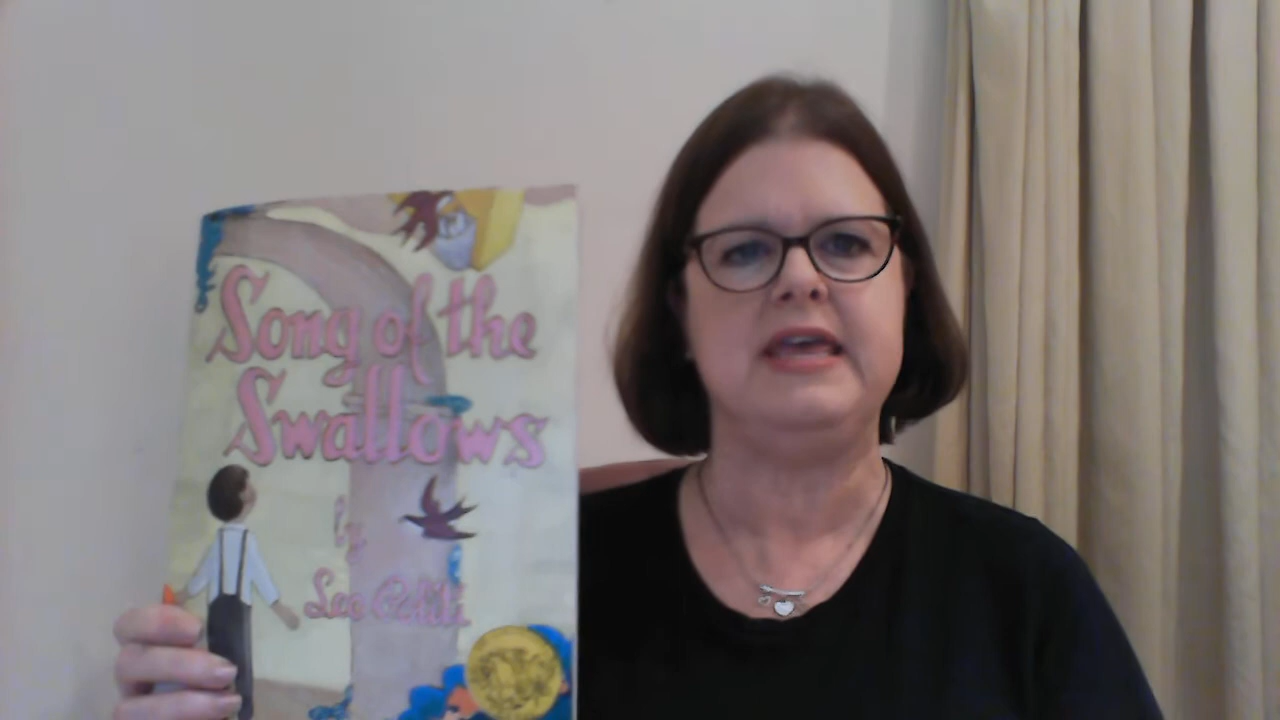 Song of the
Swallows
by
Leo Politi